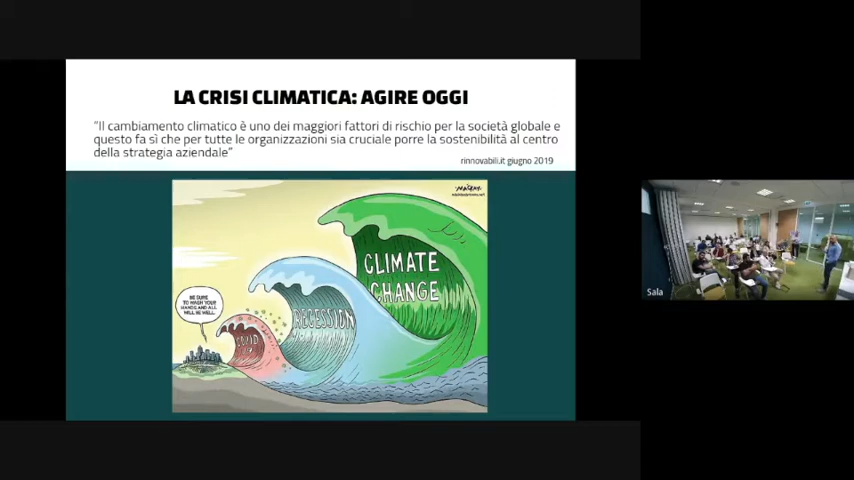 LA CRISI CLIMATICA: AGIRE OGGI
"Il cambiamento climatico è uno dei maggiori fattori di rischio per la società globale e
questo fa sì che per tutte le organizzazioni sia cruciale porre la sostenibilità al centro
della strategia aziendale"
rinnovabili.it giugno 2019
CLIMATE
CHANGE
BE SURE
TO WASH YOUR
HANDS AND ALL
WILL BE WELL.
RECESSION
COVID
Sala